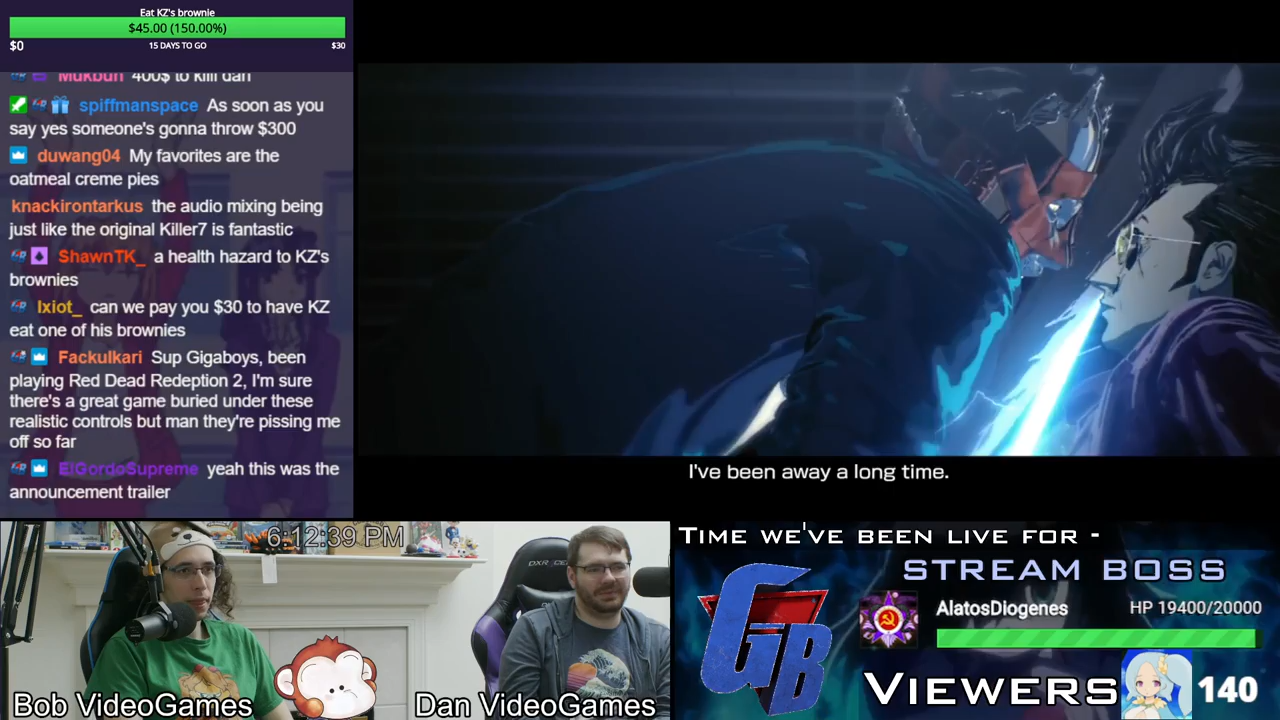 Eat KZ's brownie
$45.00 (150.00%)
$0
15 DAYS TO GO
$30
Mukbun 400$ to kill dan
spiffmanspace As soon as you
say yes someone's gonna throw $300
duwang04 My favorites are the
oatmeal creme pies
knackirontarkus the audio mixing being
just like the original Killer7 is fantastic
ShawnTK_ a health hazard to KZ's
brownies
Ixiot_ can we pay you $30 to have KZ
eat one of his brownies
Fackulkari Sup Gigaboys, been
playing Red Dead Redeption 2, I'm sure
there's a great game buried under these
realistic controls but man they're pissing me
off so far
ElGordoSupreme yeah this was the
announcement trailer
I've been away a long time.
6:12:39 PM
DXR
Bob VideoGames
Dan VideoGames
TIME WE'VE BEEN LIVE FOR -
STREAM BOSS
AlatosDiogenes
HP 19400/20000
GGB
VIEWERS
140